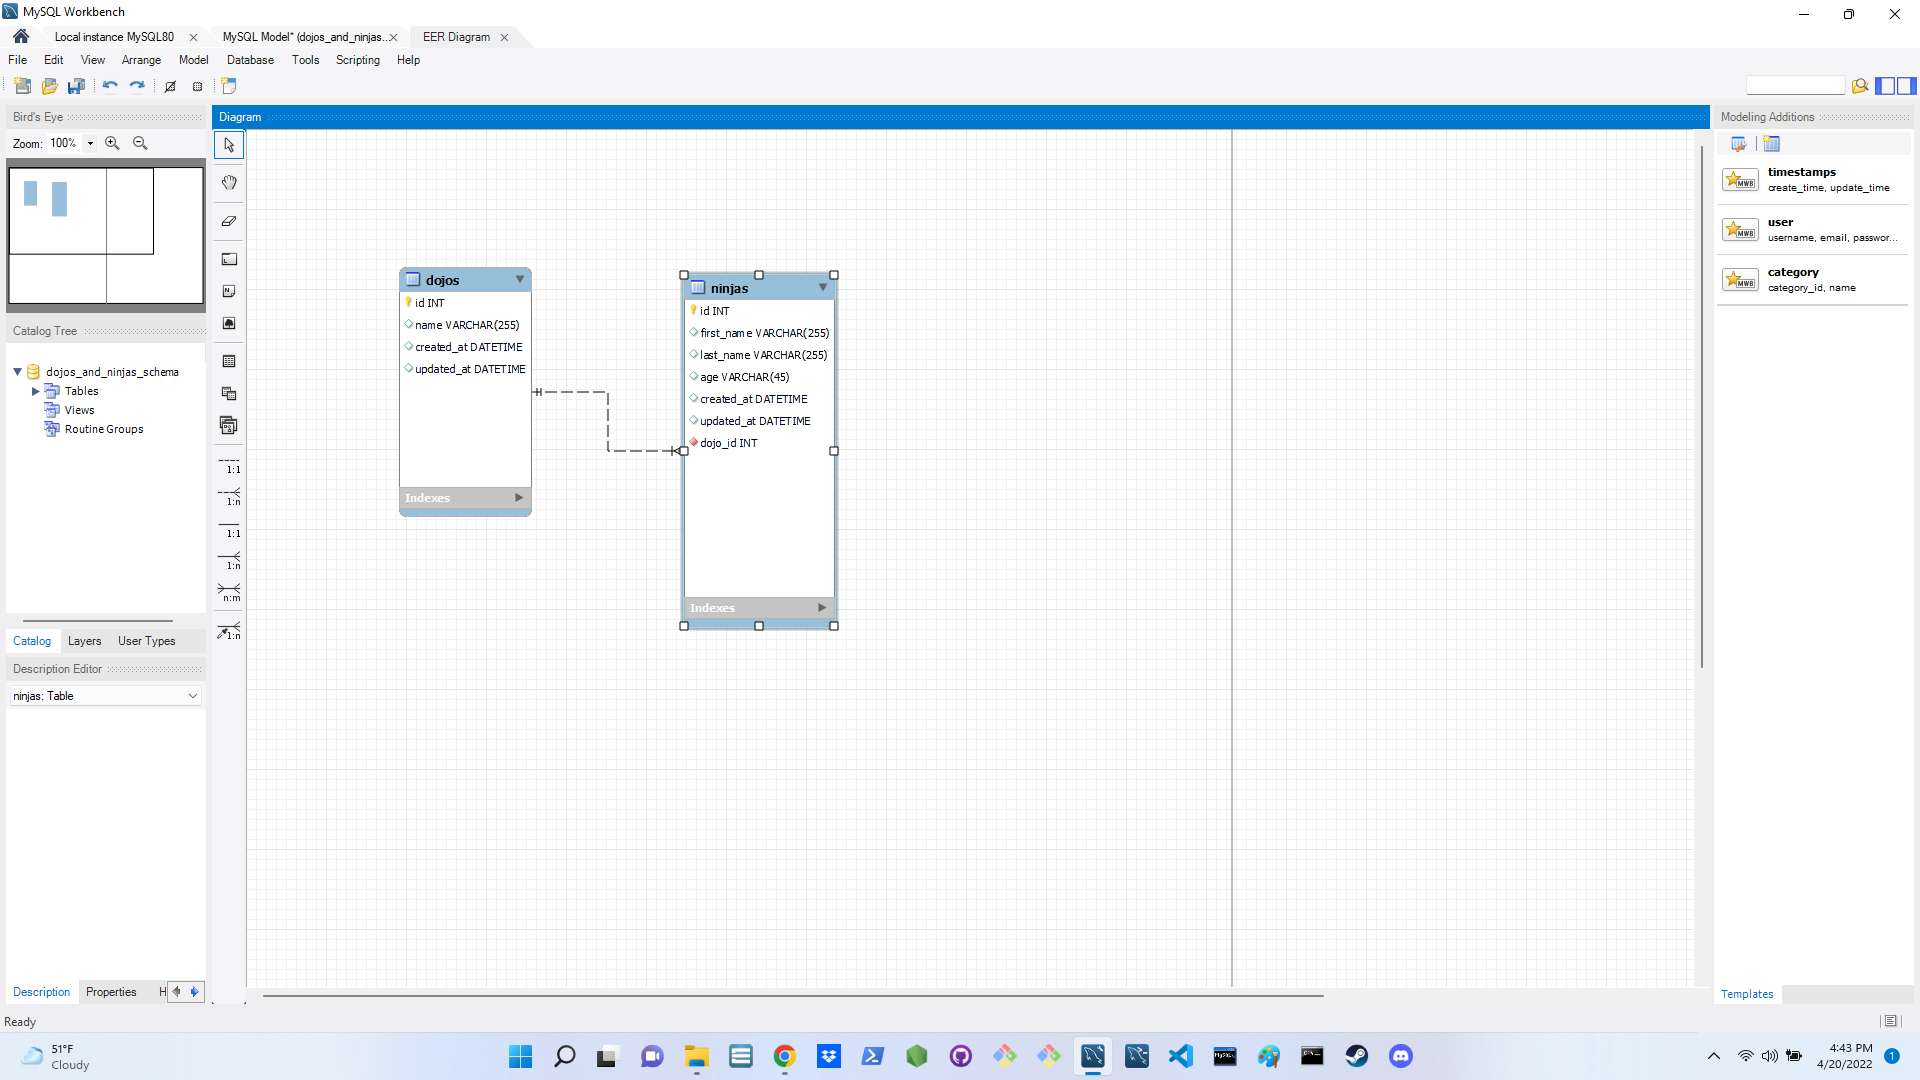 MySQL Workbench
Local instance MySQL80
MySQL Model* (dojos_and_ninjas...
EER Diagram
File Edit View Arrange Model Database Tools Scripting Help
Bird's Eye
Zoom: 100%
Catalog Tree
dojos_and_ninjas_schema
Tables
Views
Routine Groups
Catalog Layers User Types
Description Editor
ninjas: Table
Description Properties H
Diagram
1:1
1:n
1:1
1:n
n:m
1:n
dojos
id INT
name VARCHAR(255)
created_at DATETIME
updated_at DATETIME
Indexes
ninjas
id INT
first_name VARCHAR(255)
last_name VARCHAR(255)
age VARCHAR(45)
created_at DATETIME
updated_at DATETIME
dojo_id INT
Indexes
Modeling Additions
MWB
timestamps
create_time, update_time
MWB
user
username, email, passwor...
MWB
category
category_id, name
Templates
Ready
51°F
Cloudy
4:43 PM
4/20/2022
1